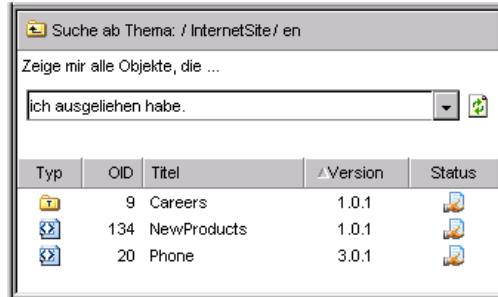 Suche ab Thema: / InternetSite / en
Zeige mir alle Objekte, die ...
ich ausgeliehen habe.
Typ OID Titel Version Status
9 Careers 1.0.1
134 NewProducts 1.0.1
20 Phone 3.0.1